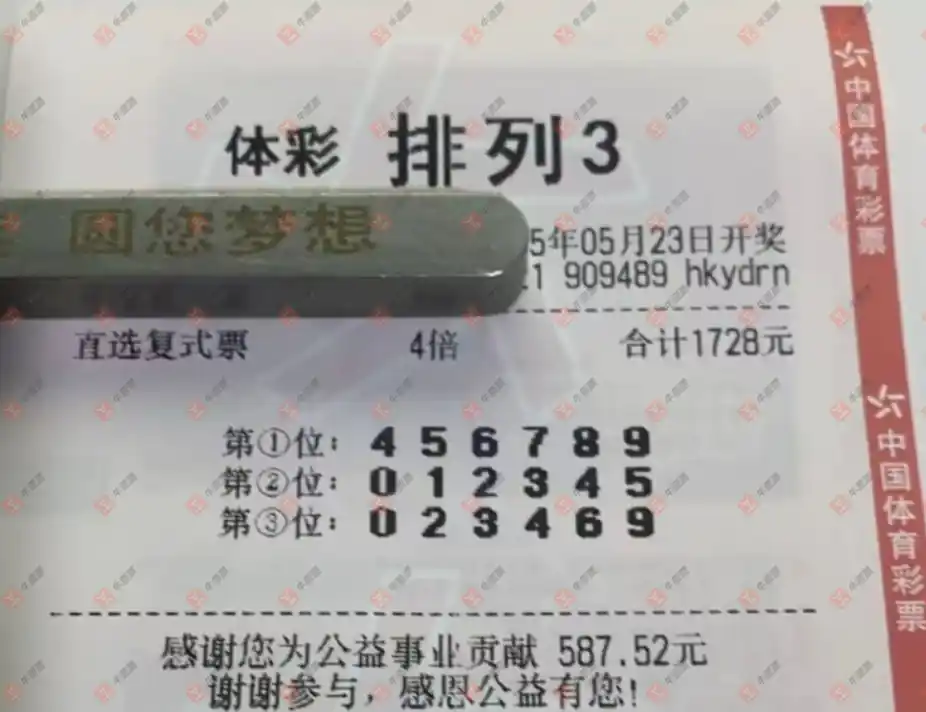 体彩 排列3
圆您梦想
5年05月23日开奖
1 909489 hkydrn
直选复式票 4倍 合计1728元
第①位: 4 5 6 7 8 9
第②位: 0 1 2 3 4 5
第③位: 0 2 3 4 6 9
感谢您为公益事业贡献 587.52元
谢谢参与，感恩公益有您!
中国体育彩票
中国体育彩票